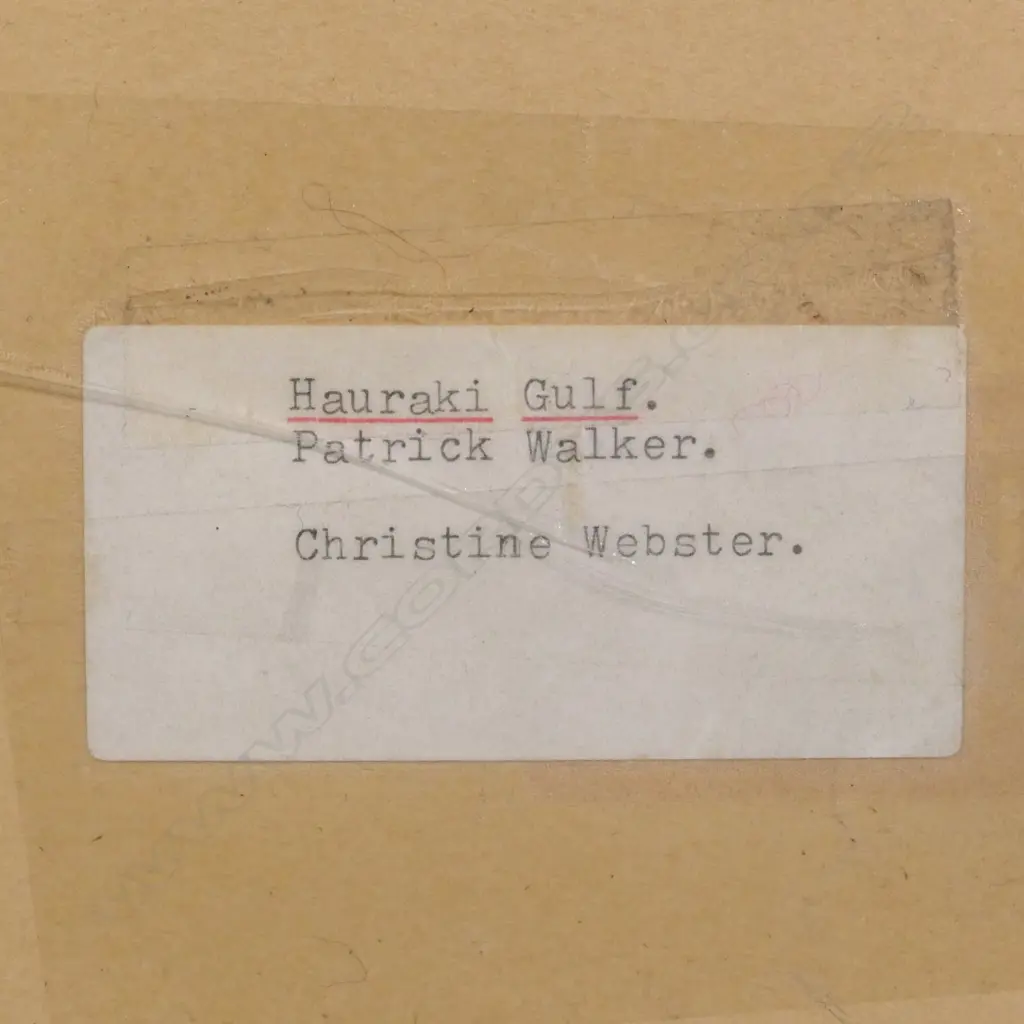 Hauraki Gulf.
Patrick Walker.
Christine Webster.